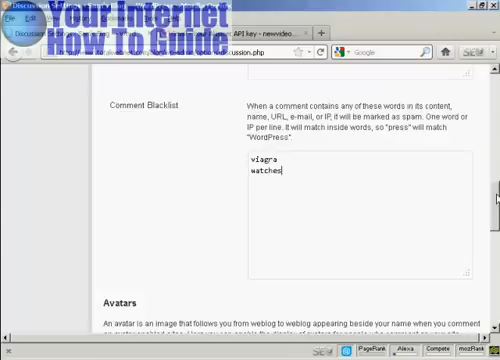 Your Internet
How To Guide
Discussion Settings
API key - newvideo...
Google
Comment Blacklist
When a comment contains any of these words in its content,
name, URL, e-mail, or IP, it will be marked as spam. One word or
IP per line. It will match inside words, so "press" will match
"WordPress".
viagra
watches
Avatars
An avatar is an image that follows you from weblog to weblog appearing beside your name when you comment
PageRank
Alexa
Compete
mozRank